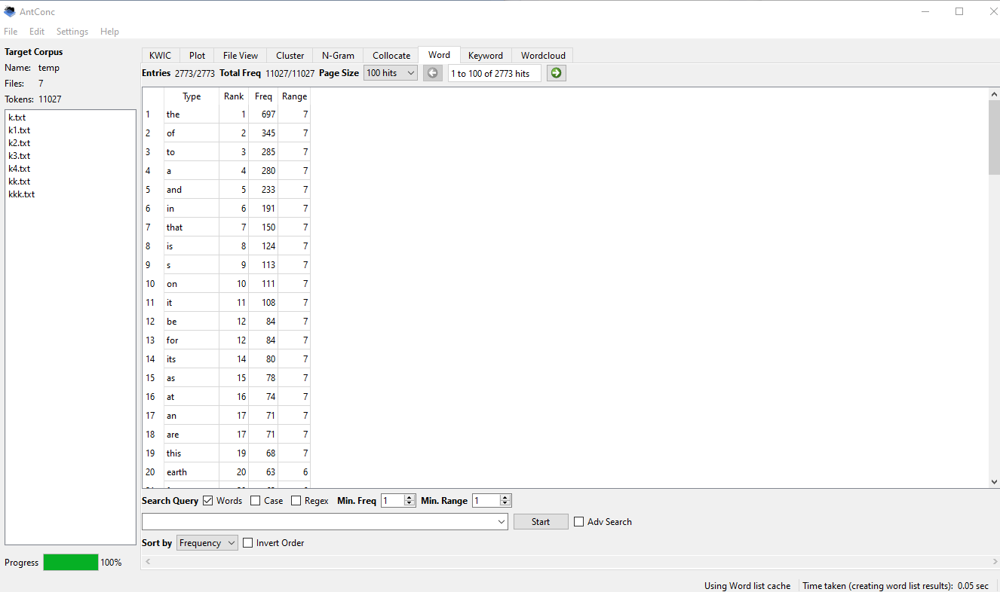 AntConc
File Edit Settings Help
Target Corpus
Name: temp
Files: 7
Tokens: 11027
k.txt
k1.txt
k2.txt
k3.txt
k4.txt
kk.txt
kkk.txt
Progress 100%
KWIC Plot File View Cluster N-Gram Collocate Word Keyword Wordcloud
Entries 2773/2773 Total Freq 11027/11027 Page Size 100 hits 1 to 100 of 2773 hits
Type Rank Freq Range
1 the 1 697 7
2 of 2 345 7
3 to 3 285 7
4 a 4 280 7
5 and 5 233 7
6 in 6 191 7
7 that 7 150 7
8 is 8 124 7
9 s 9 113 7
10 on 10 111 7
11 it 11 108 7
12 be 12 84 7
13 for 12 84 7
14 its 14 80 7
15 as 15 78 7
16 at 16 74 7
17 an 17 71 7
18 are 17 71 7
19 this 19 68 7
20 earth 20 63 6
Search Query Words Case Regex Min. Freq 1 Min. Range 1
Start Adv Search
Sort by Frequency Invert Order
Using Word list cache Time taken (creating word list results): 0.05 sec